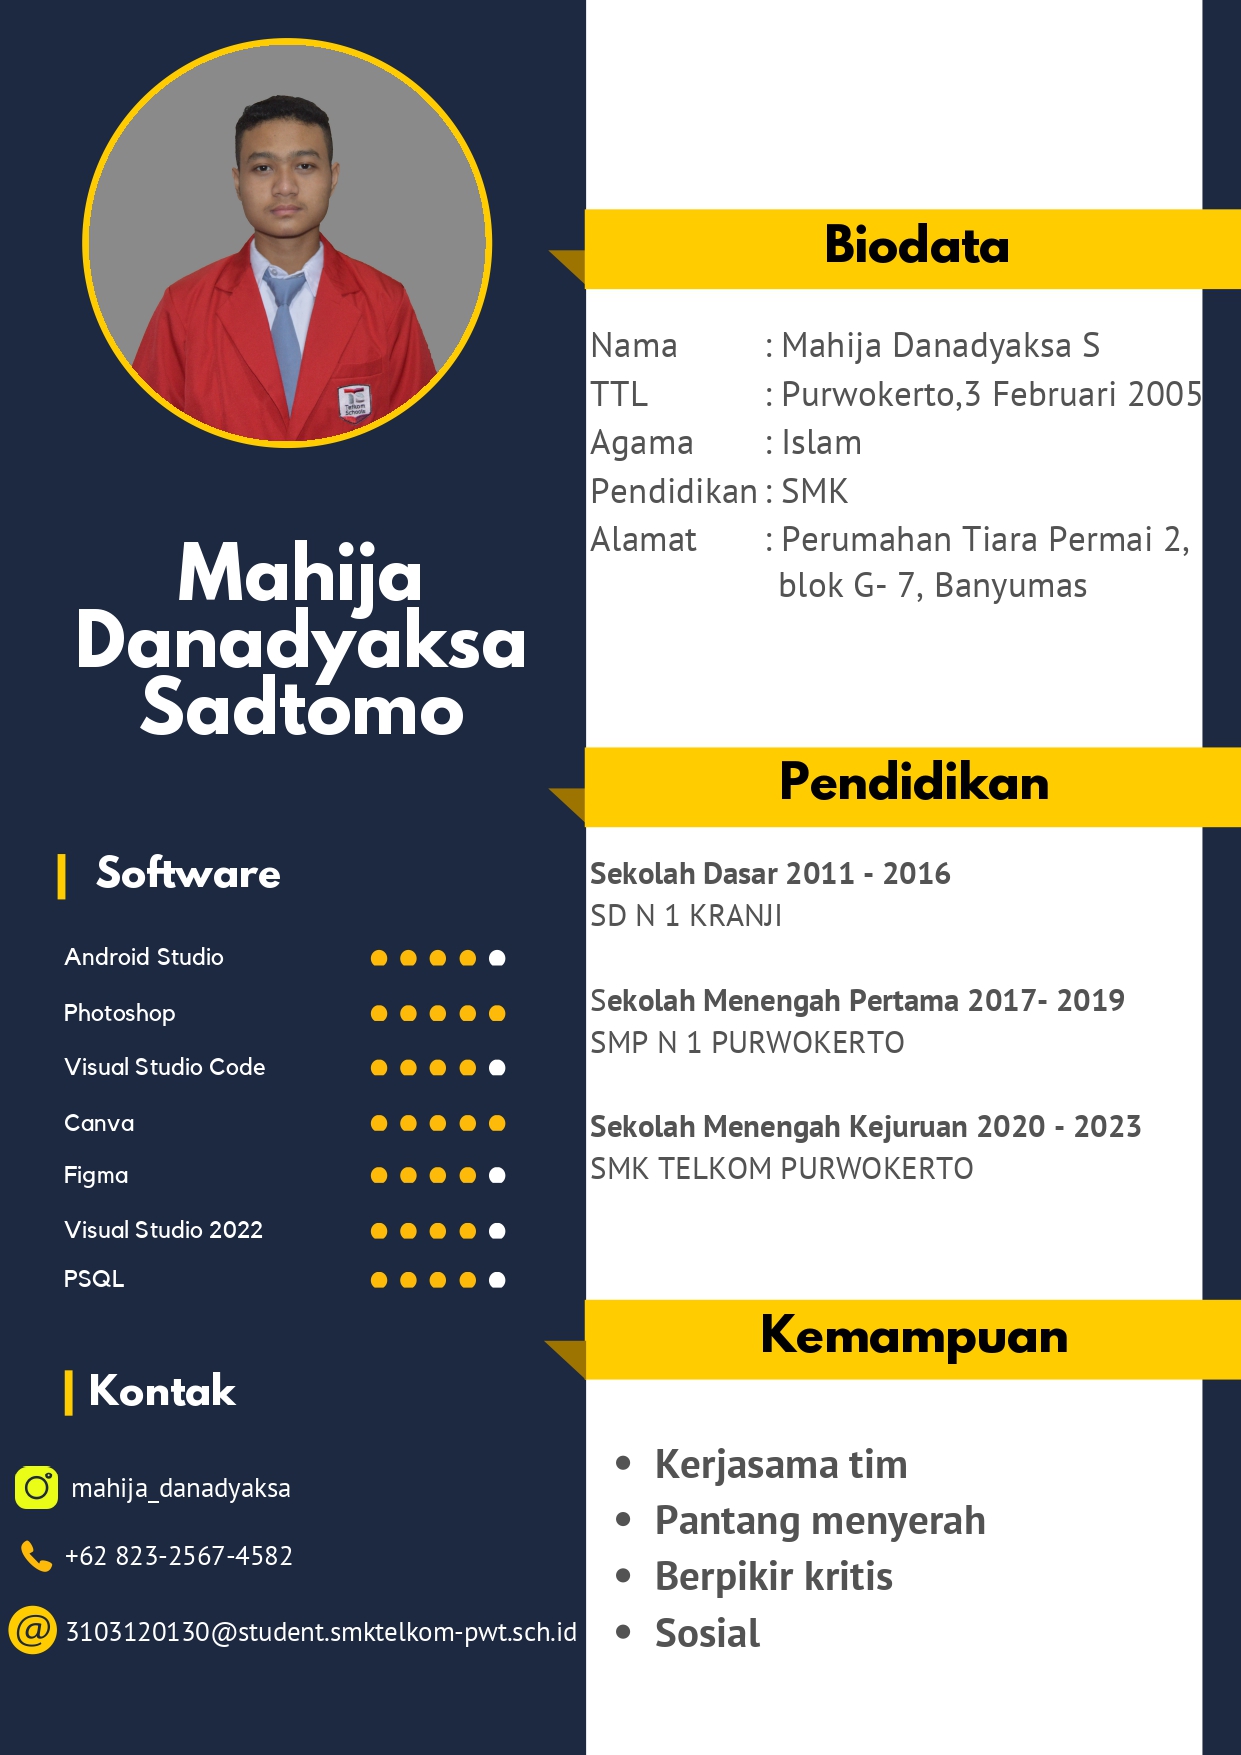 Telkom
Schools
Mahija
Danadyaksa
Sadtomo
Software
Android Studio
Photoshop
Visual Studio Code
Canva
Figma
Visual Studio 2022
PSQL
Kontak
mahija_danadyaksa
+62 823-2567-4582
@ 3103120130@student.smktelkom-pwt.sch.id
Biodata
Nama : Mahija Danadyaksa S
TTL : Purwokerto,3 Februari 2005
Agama : Islam
Pendidikan : SMK
Alamat : Perumahan Tiara Permai 2,
blok G- 7, Banyumas
Pendidikan
Sekolah Dasar 2011 - 2016
SD N 1 KRANJI
Sekolah Menengah Pertama 2017- 2019
SMP N 1 PURWOKERTO
Sekolah Menengah Kejuruan 2020 - 2023
SMK TELKOM PURWOKERTO
Kemampuan
• Kerjasama tim
• Pantang menyerah
• Berpikir kritis
• Sosial